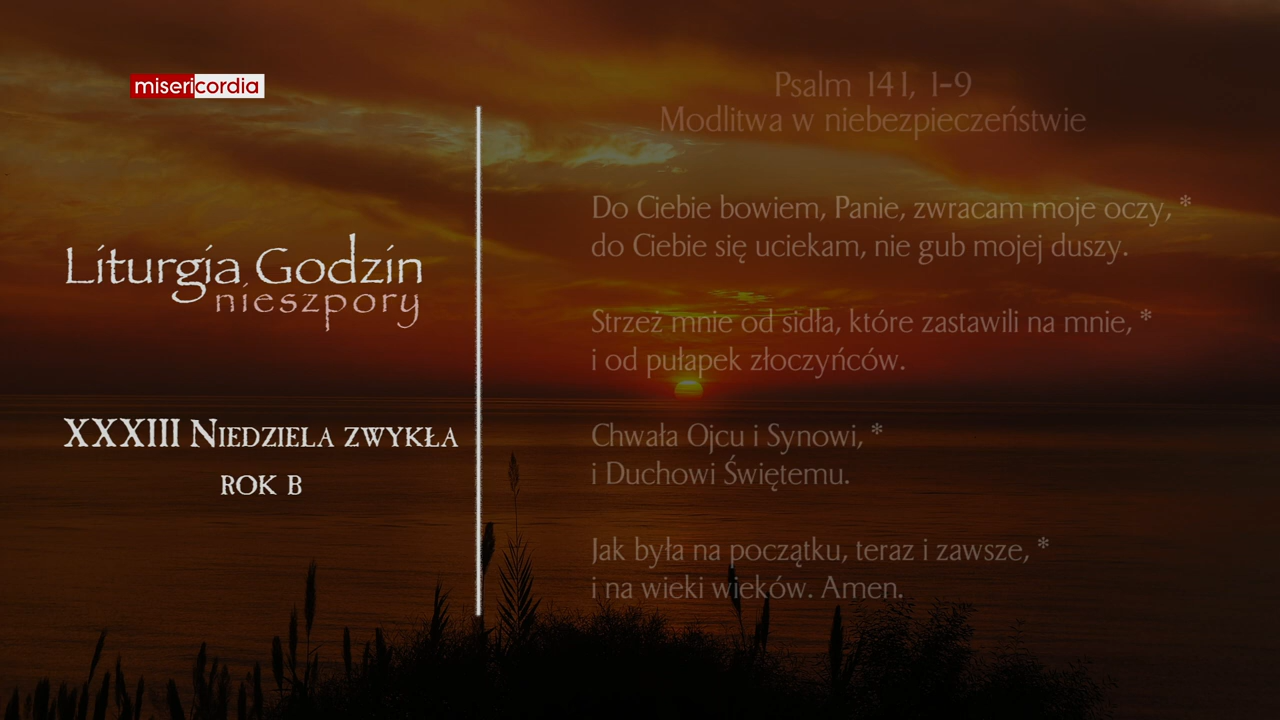 misericordia
Liturgia Godzin
nieszpory
XXXIII Niedziela zwykła
rok B
Psalm 141, 1-9
Modlitwa w niebezpieczeństwie
Do Ciebie bowiem, Panie, zwracam moje oczy, *
do Ciebie się uciekam, nie gub mojej duszy.
Strzeż mnie od sidła, które zastawili na mnie, *
i od pułapek złoczyńców.
Chwała Ojcu i Synowi, *
i Duchowi Świętemu.
Jak była na początku, teraz i zawsze, *
i na wieki wieków. Amen.